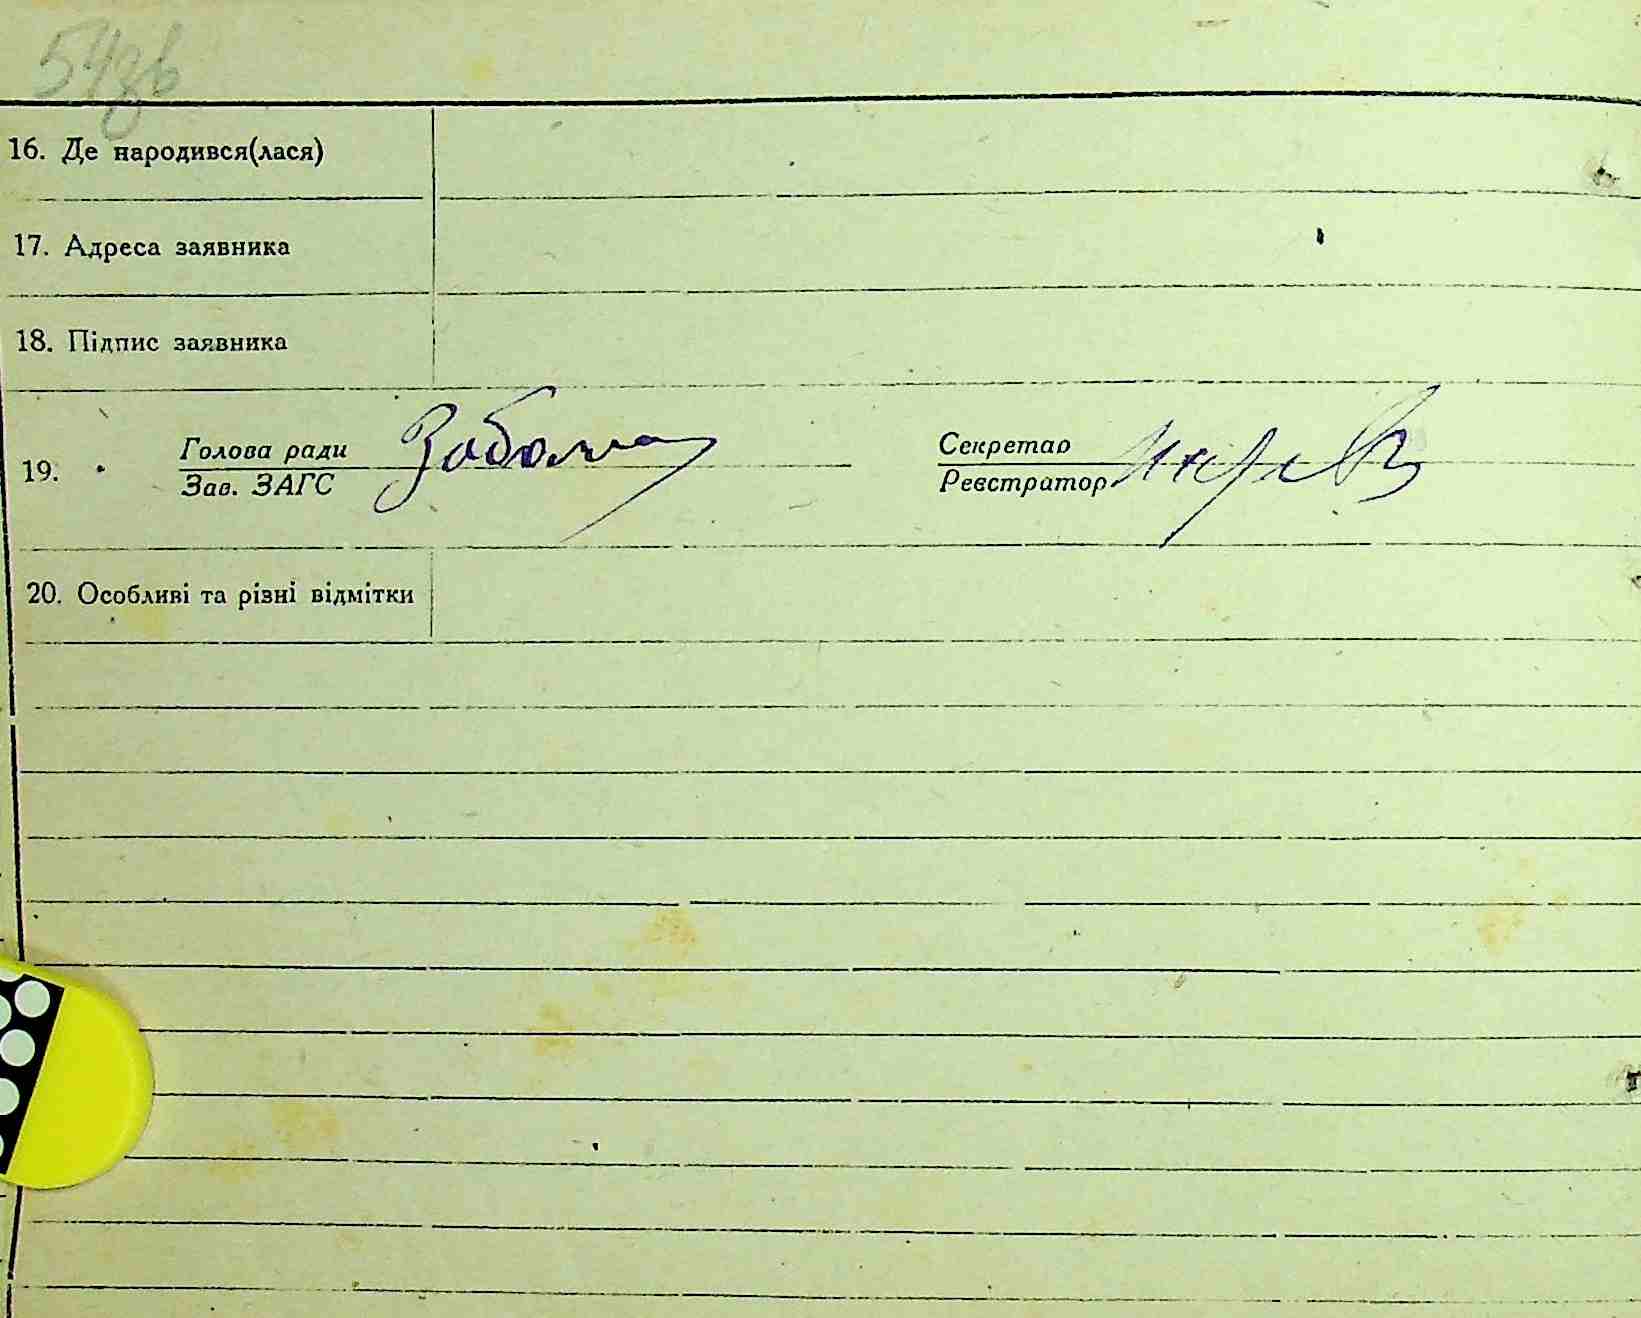 54зв
16. Де народився(лася)
17. Адреса заявника
18. Підпис заявника
19. Голова ради Секретар
Зав. ЗАГС Реєстратор
20. Особливі та різні відмітки